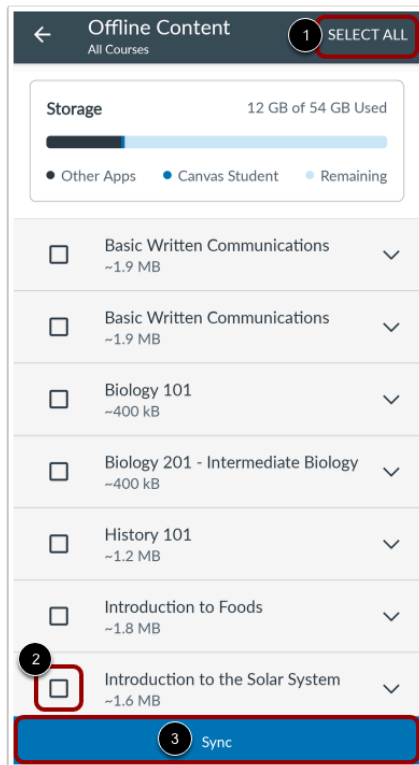 Offline Content
All Courses
1
SELECT ALL
Storage
12 GB of 54 GB Used
Other Apps
Canvas Student
Remaining
Basic Written Communications
~1.9 MB
Basic Written Communications
~1.9 MB
Biology 101
~400 kB
Biology 201 - Intermediate Biology
~400 kB
History 101
~1.2 MB
Introduction to Foods
~1.8 MB
2
Introduction to the Solar System
~1.6 MB
3
Sync